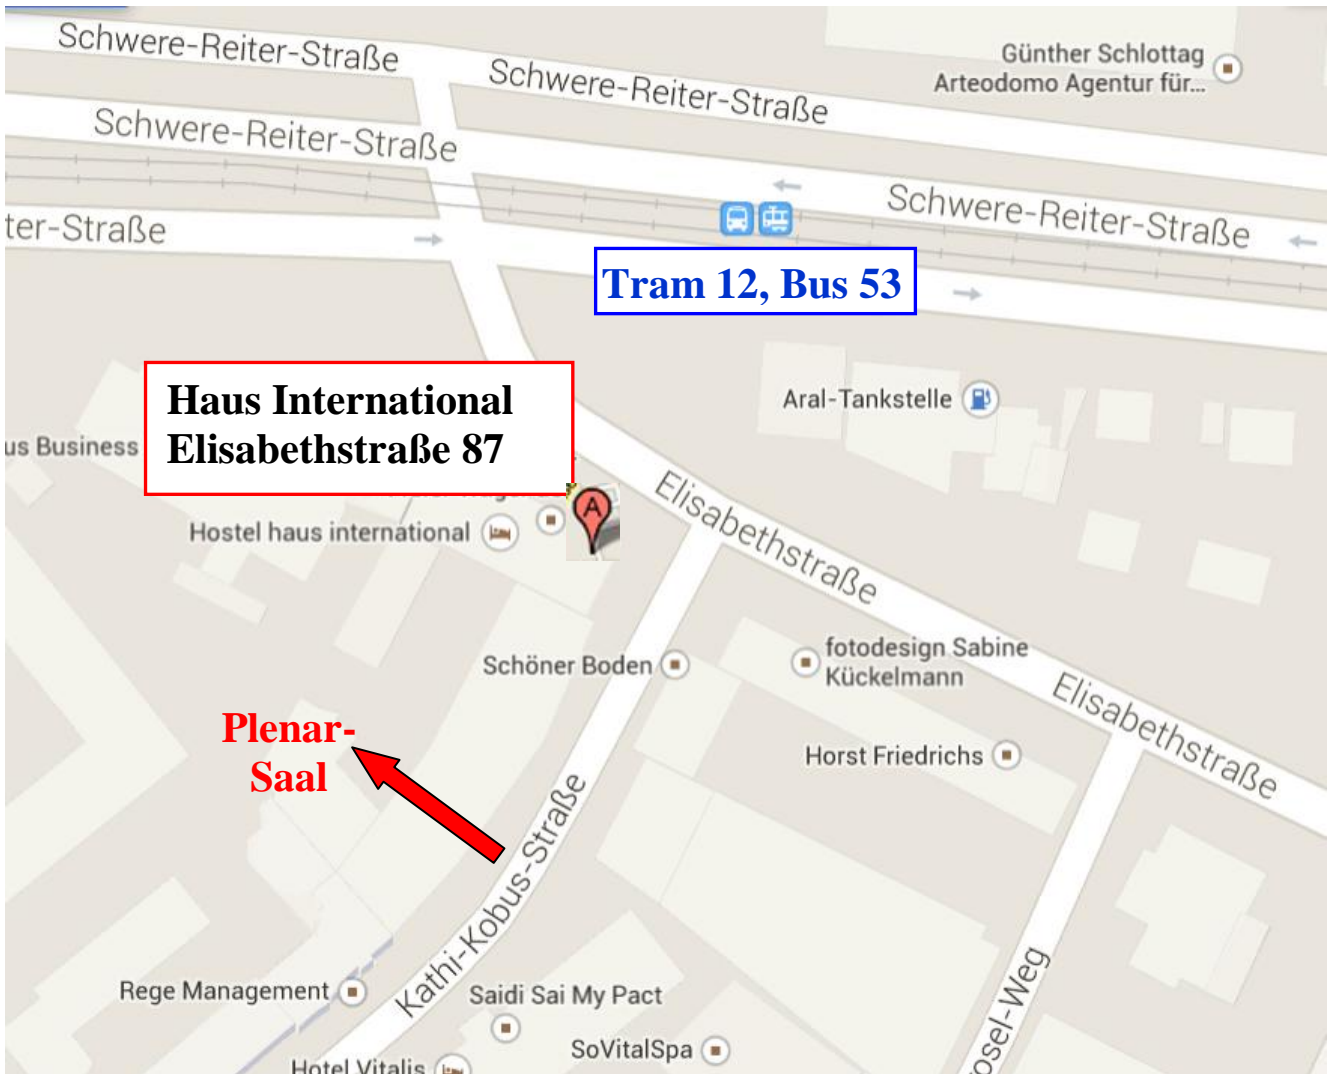 Schwere-Reiter-Straße
Schwere-Reiter-Straße
Günther Schlottag
Arteodomo Agentur für...
Schwere-Reiter-Straße
Schwere-Reiter-Straße
ter-Straße
Tram 12, Bus 53
Haus International
Elisabethstraße 87
Aral-Tankstelle
us Business
Elisabethstraße
Hostel haus international
A
Schöner Boden
fotodesign Sabine
Kückelmann
Elisabethstraße
Plenar-
Saal
Horst Friedrichs
Kathi-Kobus-Straße
Rege Management
Saidi Sai My Pact
osel-Weg
SoVitalSpa
Hotel Vitalis